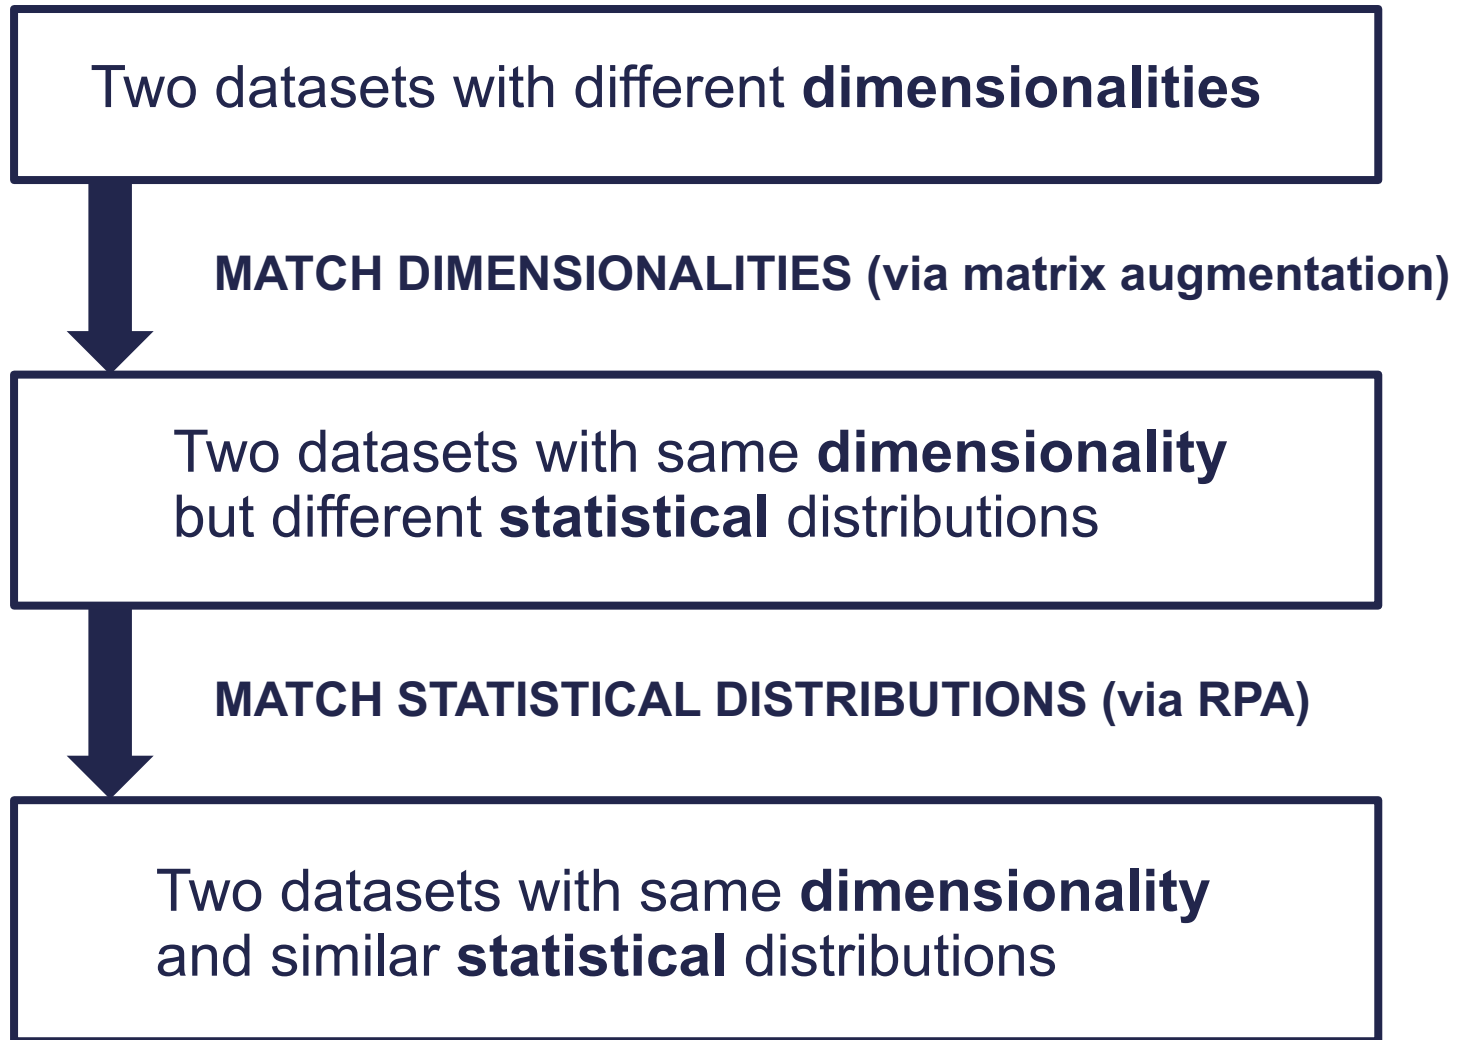 Two datasets with different dimensionalities
MATCH DIMENSIONALITIES (via matrix augmentation)
Two datasets with same dimensionality
but different statistical distributions
MATCH STATISTICAL DISTRIBUTIONS (via RPA)
Two datasets with same dimensionality
and similar statistical distributions